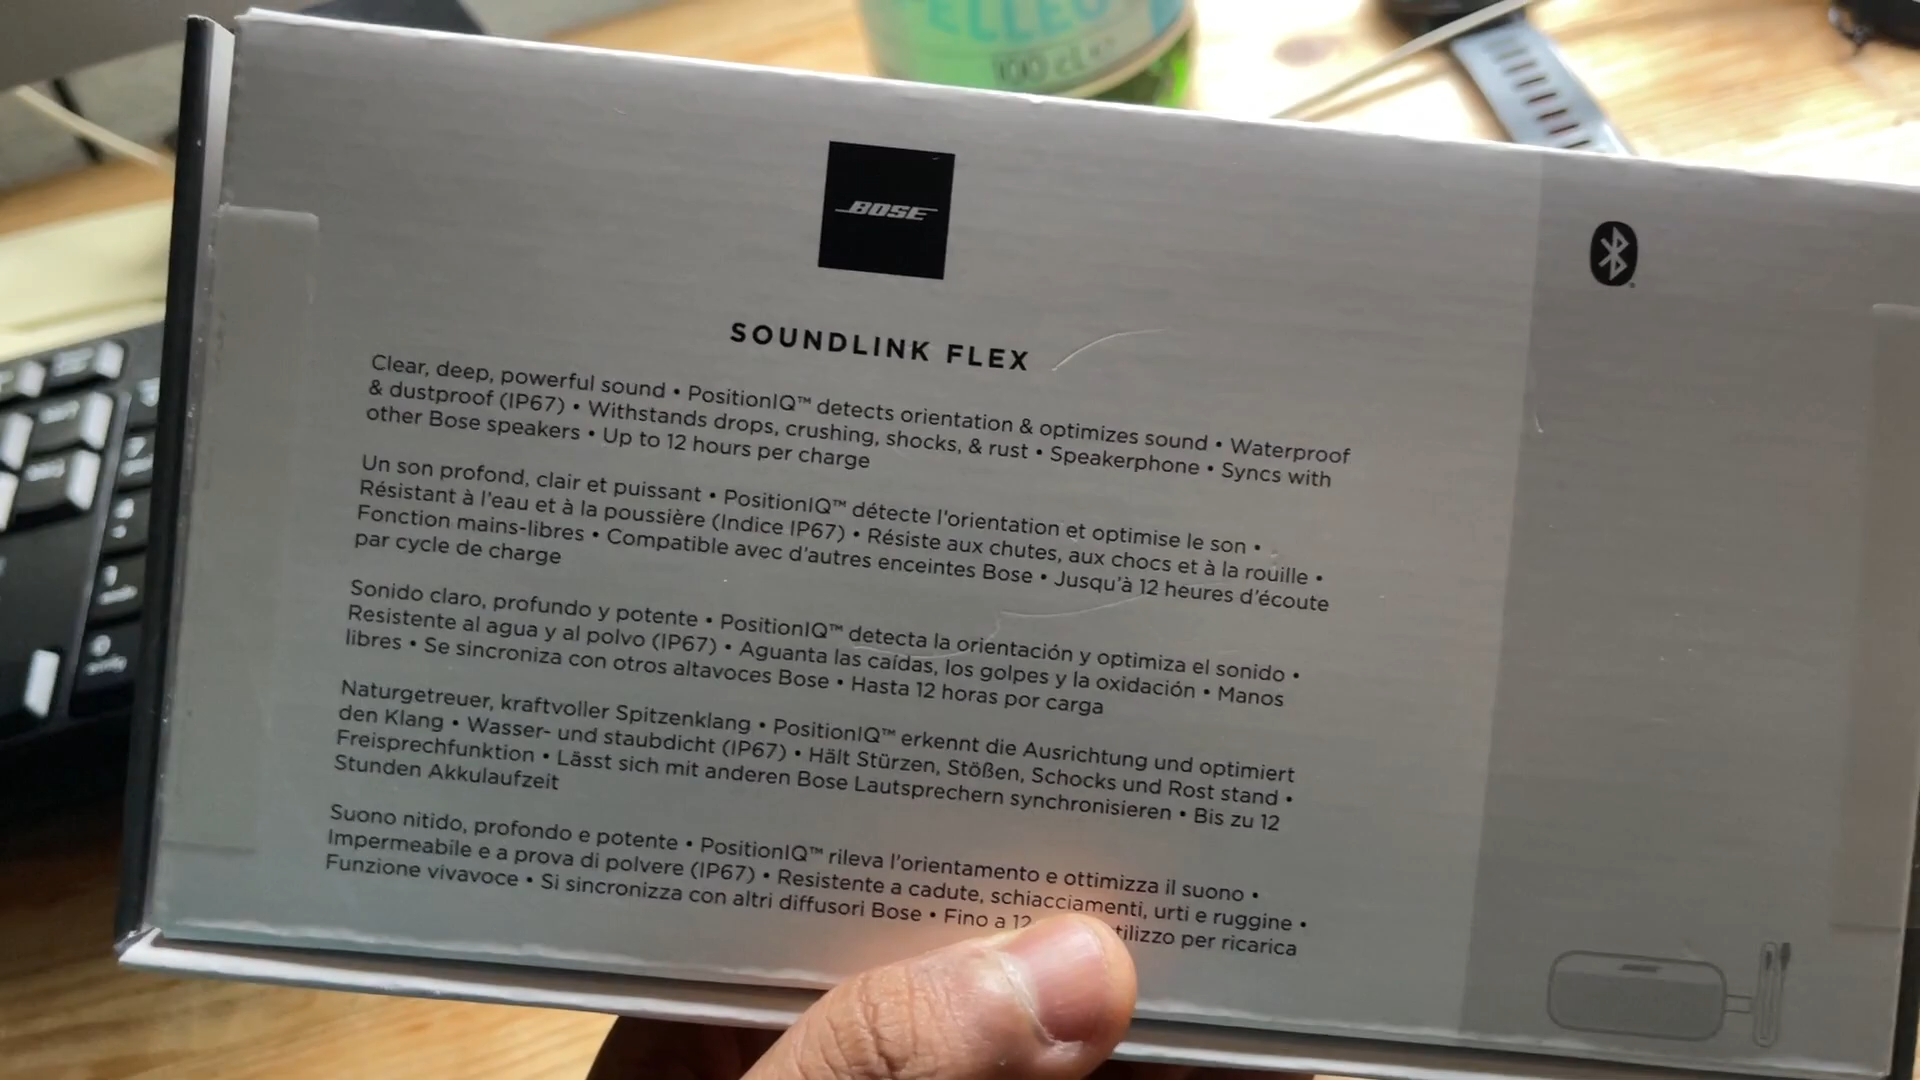 ELLEG
100 cL e
BOSE
SOUNDLINK FLEX
Clear, deep, powerful sound • PositionIQ™ detects orientation & optimizes sound • Waterproof
& dustproof (IP67) • Withstands drops, crushing, shocks, & rust • Speakerphone • Syncs with
other Bose speakers • Up to 12 hours per charge
Un son profond, clair et puissant • PositionIQ™ détecte l'orientation et optimise le son •
Résistant à l'eau et à la poussière (Indice IP67) • Résiste aux chutes, aux chocs et à la rouille •
Fonction mains-libres • Compatible avec d'autres enceintes Bose • Jusqu'à 12 heures d'écoute
par cycle de charge
Sonido claro, profundo y potente • PositionIQ™ detecta la orientación y optimiza el sonido •
Resistente al agua y al polvo (IP67) • Aguanta las caídas, los golpes y la oxidación • Manos
libres • Se sincroniza con otros altavoces Bose • Hasta 12 horas por carga
Naturgetreuer, kraftvoller Spitzenklang • PositionIQ™ erkennt die Ausrichtung und optimiert
den Klang • Wasser- und staubdicht (IP67) • Hält Stürzen, Stößen, Schocks und Rost stand •
Freisprechfunktion • Lässt sich mit anderen Bose Lautsprechern synchronisieren • Bis zu 12
Stunden Akkulaufzeit
Suono nitido, profondo e potente • PositionIQ™ rileva l'orientamento e ottimizza il suono •
Impermeabile e a prova di polvere (IP67) • Resistente a cadute, schiacciamenti, urti e ruggine •
Funzione vivavoce • Si sincronizza con altri diffusori Bose • Fino a 12 tilizzo per ricarica